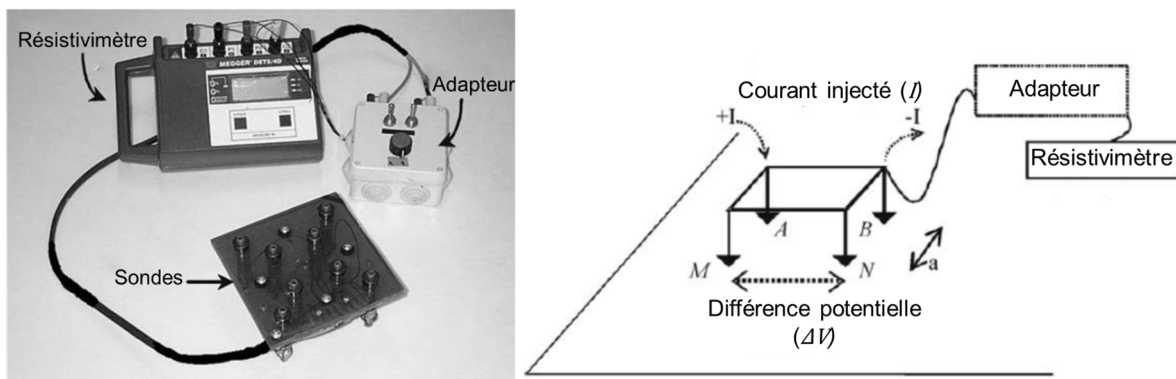 Résistivimètre
MEGGER DET5/4D
Adapteur
Sondes
Courant injecté (I)
+I
-I
Adapteur
Résistivimètre
A
B
M
N
a
Différence potentielle
(ΔV)